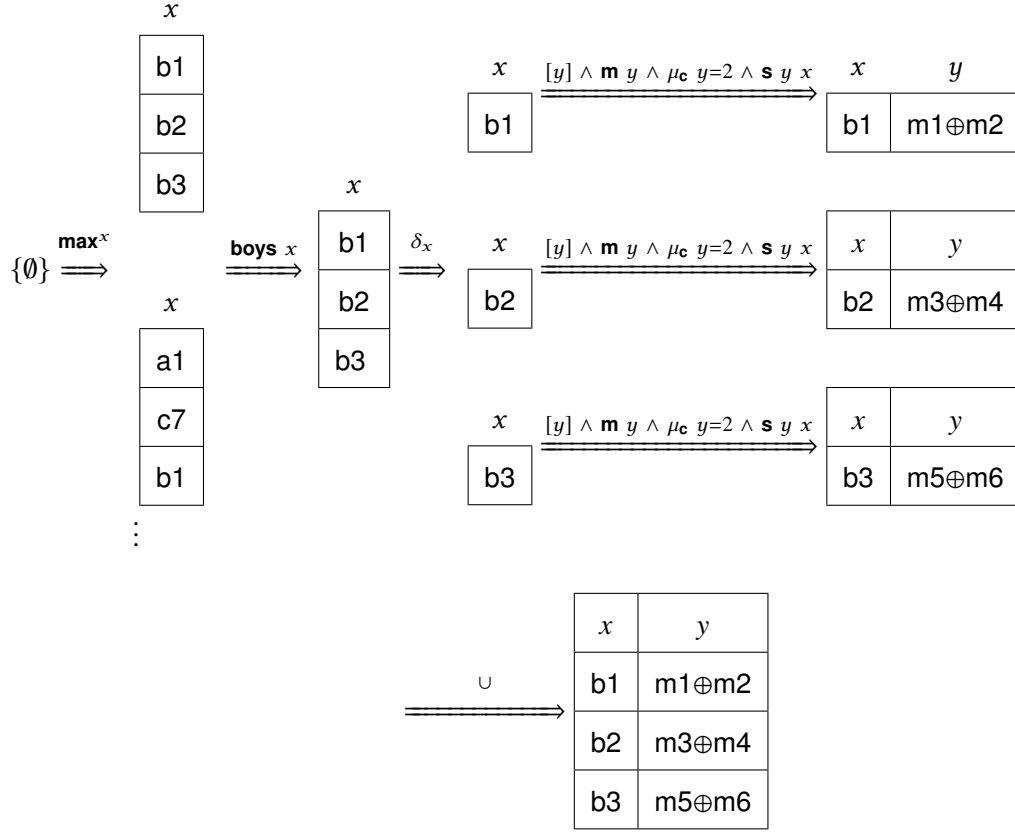 x
b1
b2
b3
{∅} max^x ⟹
x
a1
c7
b1
⋮
boys x ⟹
x
b1
b2
b3
δ_x ⟹
x [y] ∧ m y ∧ μ_c y=2 ∧ s y x ⟹ x y
b1 b1 m1⊕m2
x [y] ∧ m y ∧ μ_c y=2 ∧ s y x ⟹ x y
b2 b2 m3⊕m4
x [y] ∧ m y ∧ μ_c y=2 ∧ s y x ⟹ x y
b3 b3 m5⊕m6
∪ ⟹
x y
b1 m1⊕m2
b2 m3⊕m4
b3 m5⊕m6